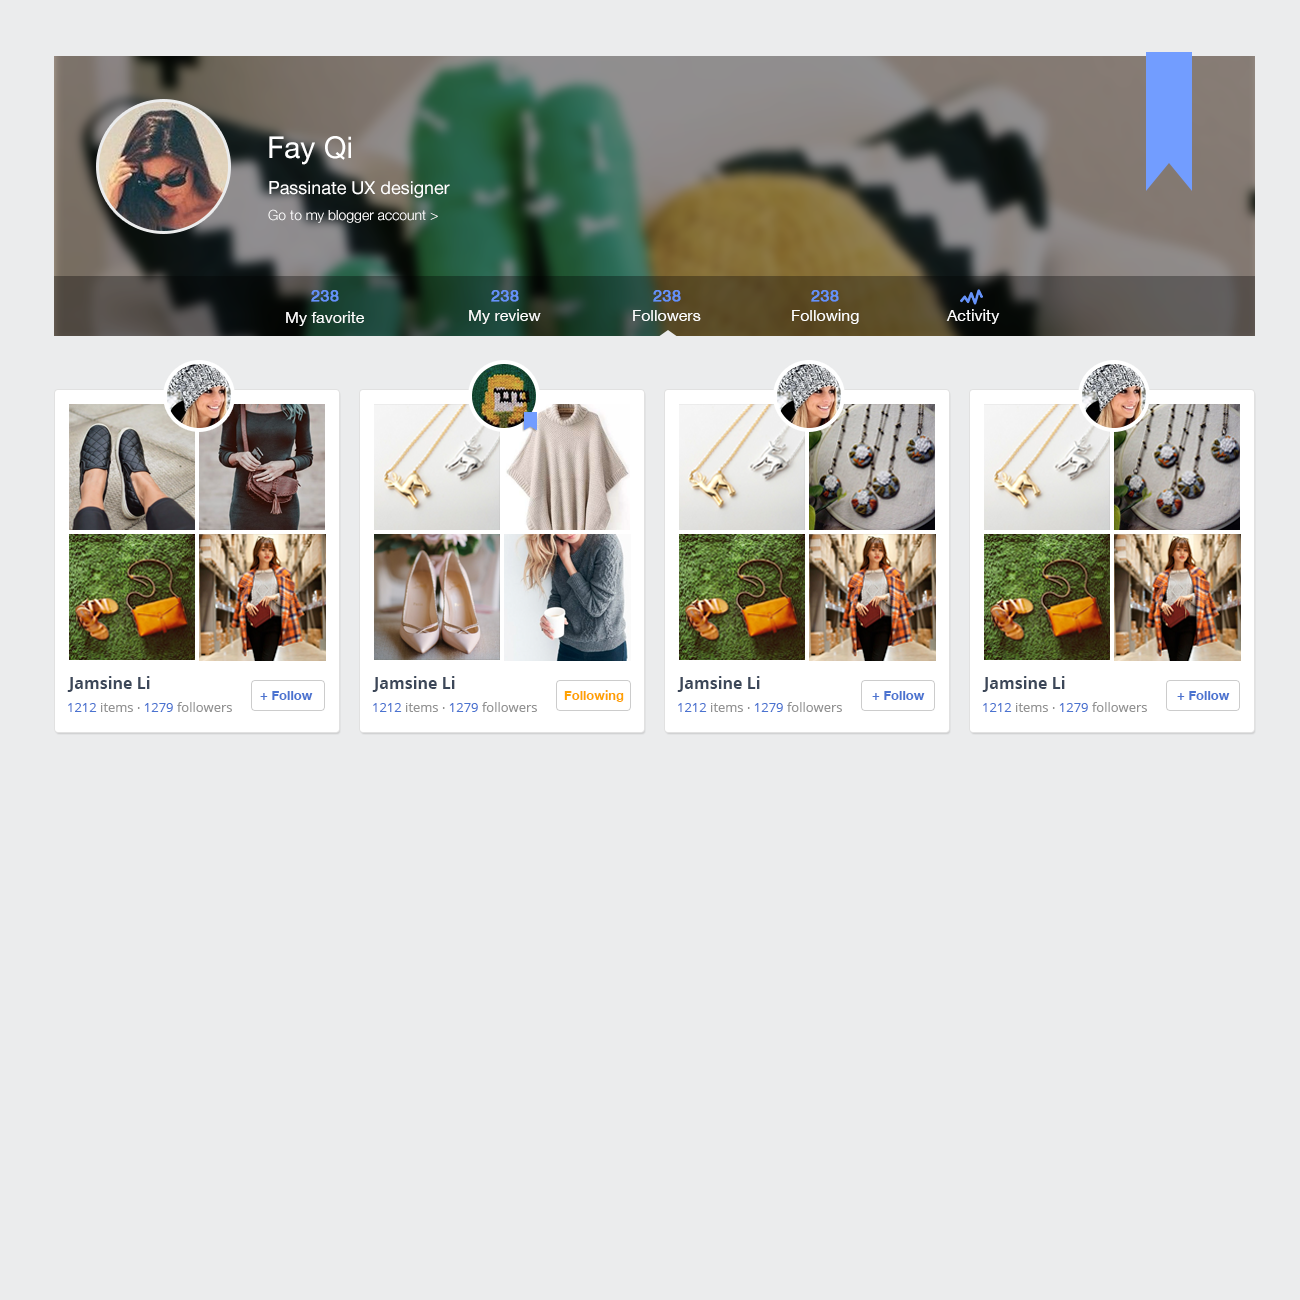 Fay Qi
Passinate UX designer
Go to my blogger account >
238
My favorite
238
My review
238
Followers
238
Following
Activity
Jamsine Li
1212 items · 1279 followers
+ Follow
Jamsine Li
1212 items · 1279 followers
Following
Jamsine Li
1212 items · 1279 followers
+ Follow
Jamsine Li
1212 items · 1279 followers
+ Follow